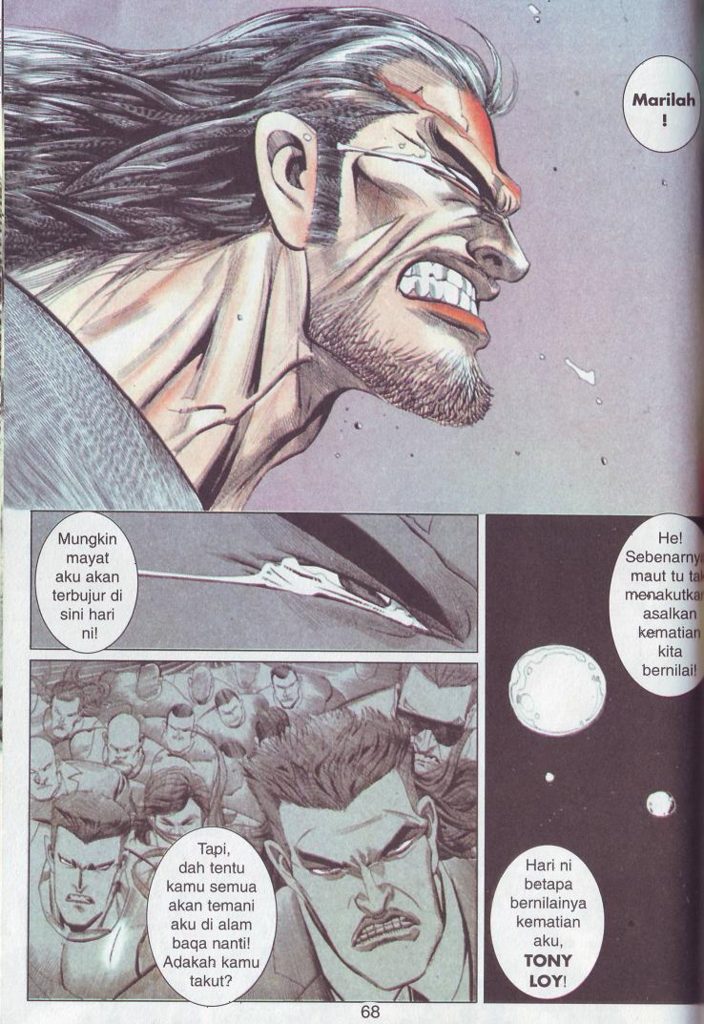 Marilah
!
Mungkin
mayat
aku akan
terbujur di
sini hari
ni!
Tapi,
dah tentu
kamu semua
akan temani
aku di alam
baqa nanti!
Adakah kamu
takut?
He!
Sebenarnya
maut tu tak
menakutkan
asalkan
kematian
kita
bernilai!
Hari ni
betapa
bernilainya
kematian
aku,
TONY
LOY!
68